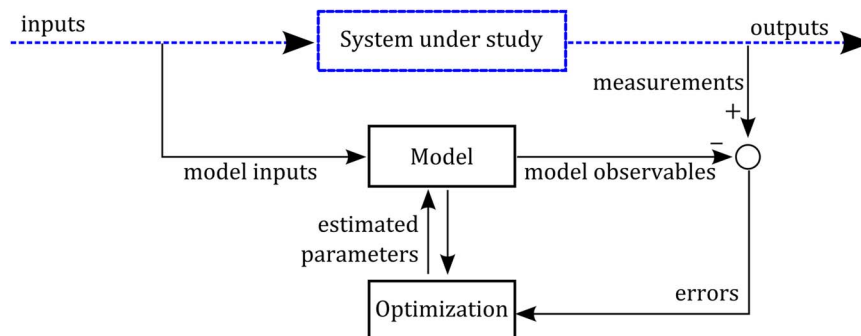 inputs
System under study
outputs
measurements
+
−
Model
model inputs
model observables
estimated
parameters
Optimization
errors